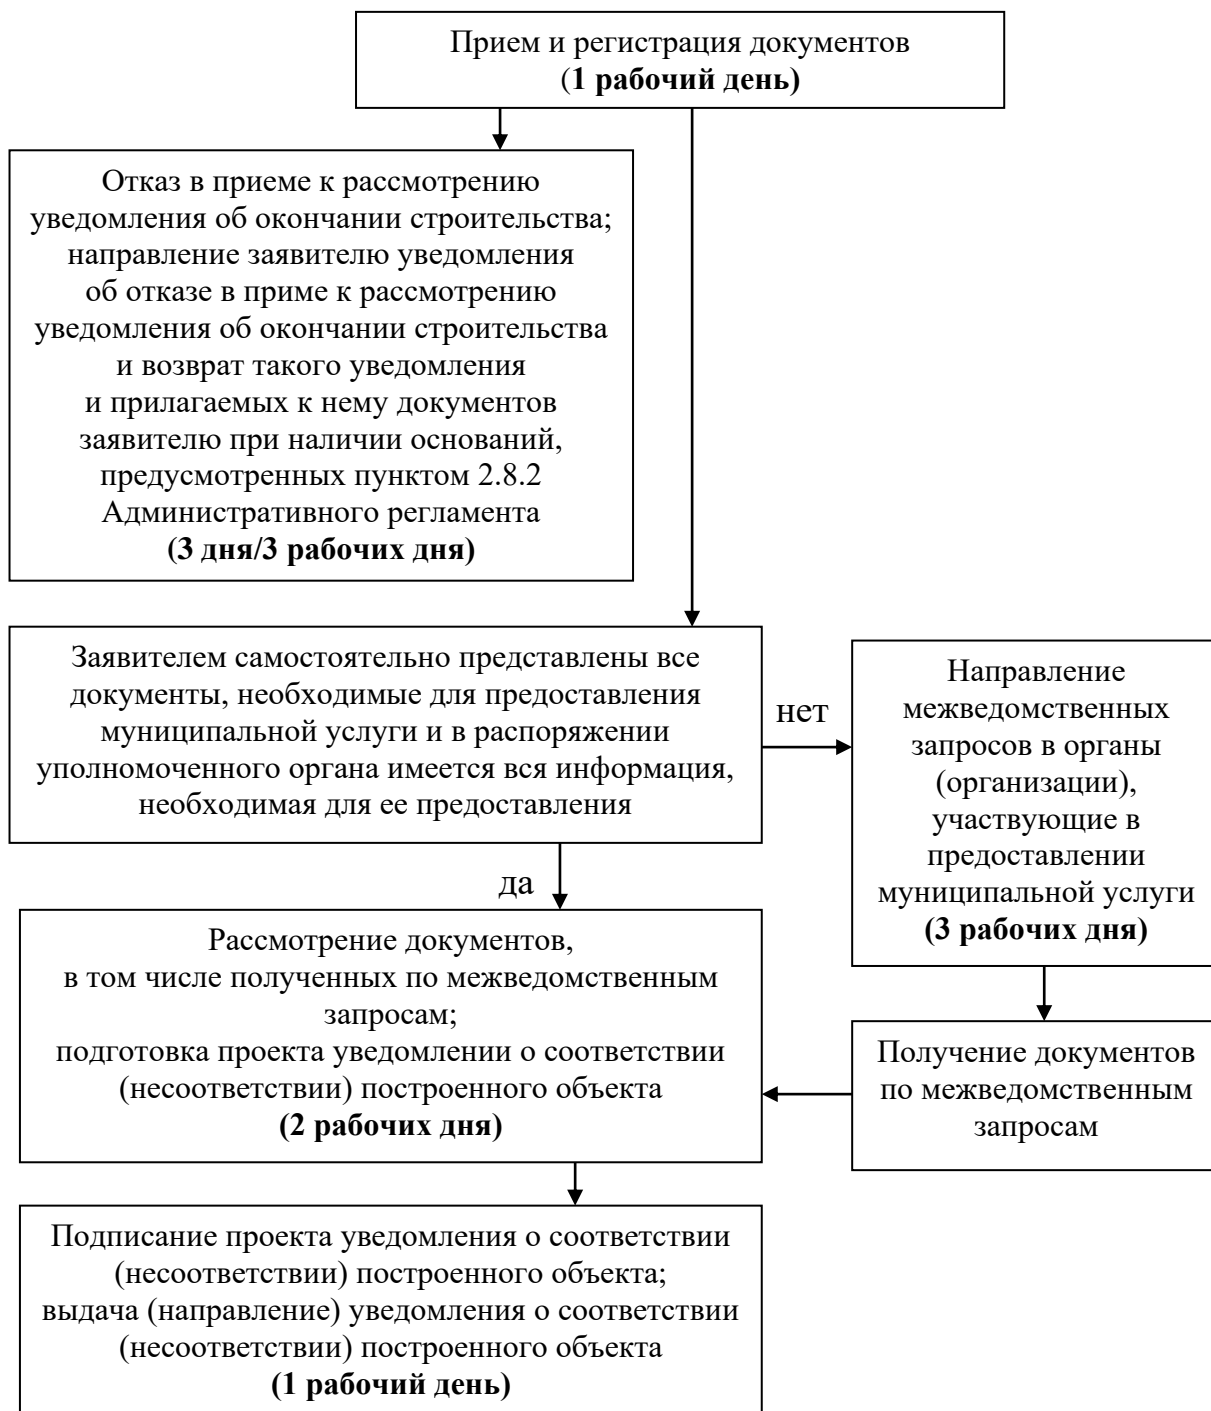 Прием и регистрация документов
(1 рабочий день)
Отказ в приеме к рассмотрению
уведомления об окончании строительства;
направление заявителю уведомления
об отказе в приме к рассмотрению
уведомления об окончании строительства
и возврат такого уведомления
и прилагаемых к нему документов
заявителю при наличии оснований,
предусмотренных пунктом 2.8.2
Административного регламента
(3 дня/3 рабочих дня)
Заявителем самостоятельно представлены все
документы, необходимые для предоставления
муниципальной услуги и в распоряжении
уполномоченного органа имеется вся информация,
необходимая для ее предоставления
нет
Направление
межведомственных
запросов в органы
(организации),
участвующие в
предоставлении
муниципальной услуги
(3 рабочих дня)
да
Рассмотрение документов,
в том числе полученных по межведомственным
запросам;
подготовка проекта уведомлении о соответствии
(несоответствии) построенного объекта
(2 рабочих дня)
Получение документов
по межведомственным
запросам
Подписание проекта уведомления о соответствии
(несоответствии) построенного объекта;
выдача (направление) уведомления о соответствии
(несоответствии) построенного объекта
(1 рабочий день)